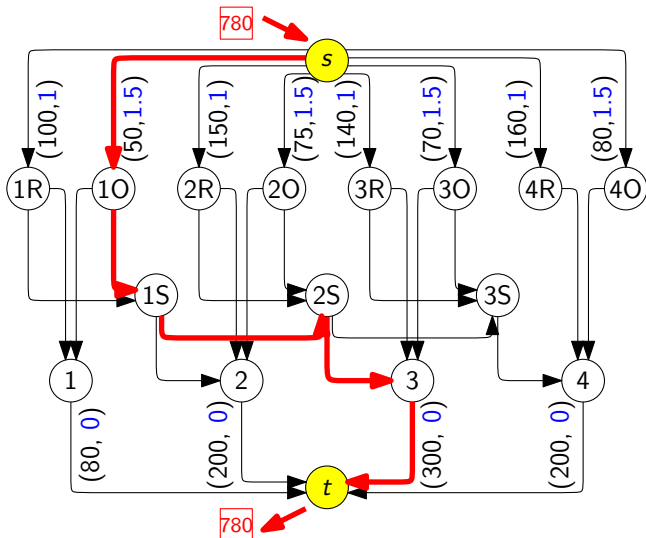 780
s
(100,1)
(50,1.5)
(150,1)
(75,1.5)
(140,1)
(70,1.5)
(160,1)
(80,1.5)
1R
1O
2R
2O
3R
3O
4R
4O
1S
2S
3S
1
2
3
4
(80, 0)
(200, 0)
(300, 0)
(200, 0)
t
780